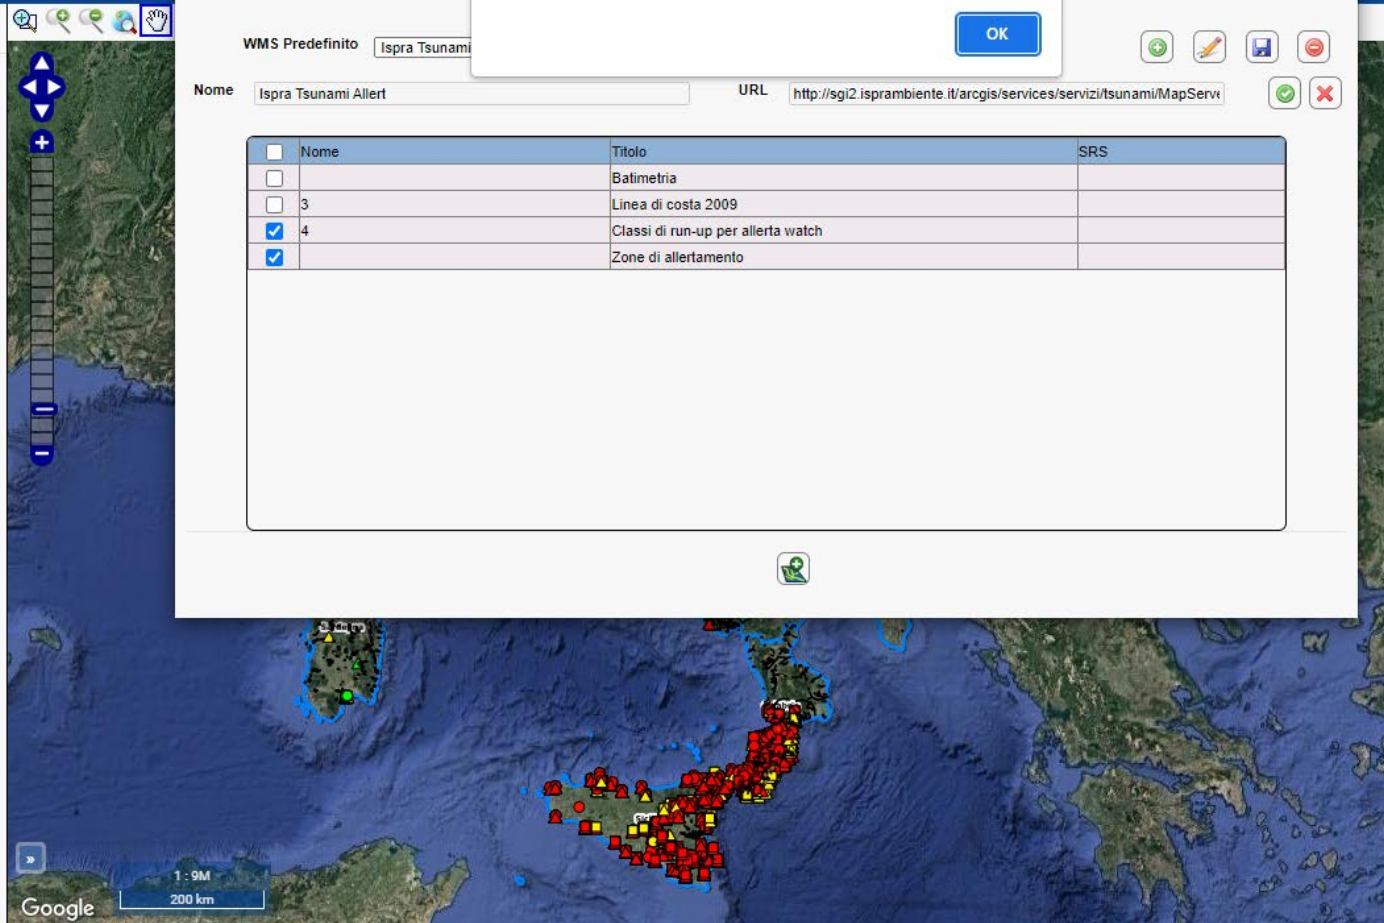 OK
WMS Predefinito Ispra Tsunami
Nome Ispra Tsunami Allert URL http://sgi2.isprambiente.it/arcgis/services/servizi/tsunami/MapServe
Nome Titolo SRS
Batimetria
3 Linea di costa 2009
4 Classi di run-up per allerta watch
Zone di allertamento
Sardegna
»
1 : 9M
200 km
Google